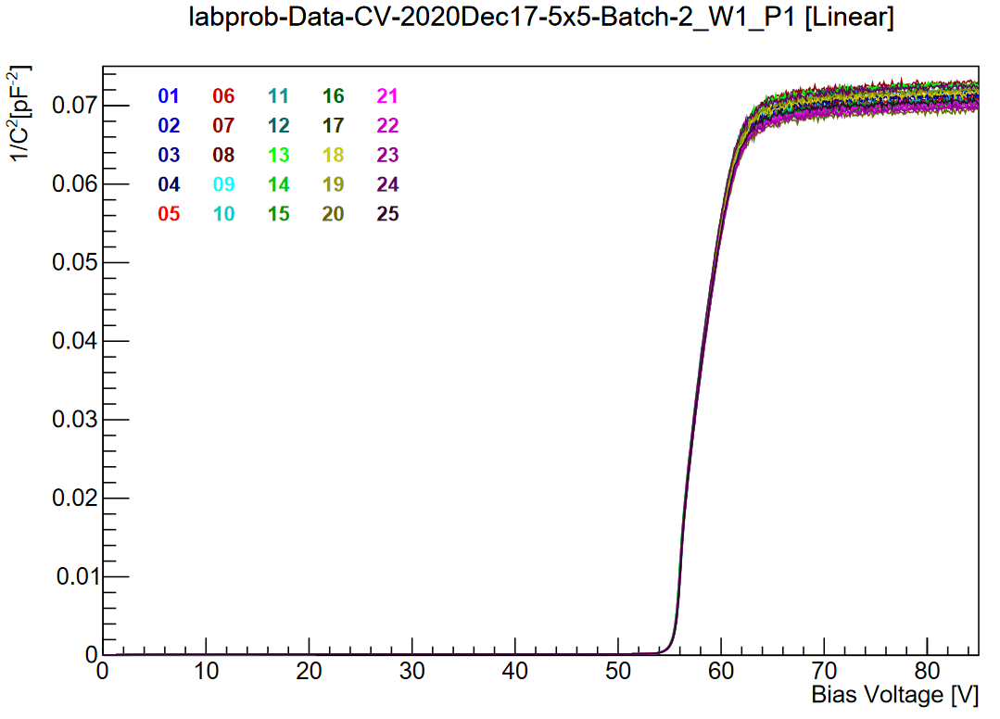 labprob-Data-CV-2020Dec17-5x5-Batch-2_W1_P1 [Linear]
1/C²[pF⁻²]
01 06 11 16 21
02 07 12 17 22
03 08 13 18 23
04 09 14 19 24
05 10 15 20 25
0.07
0.06
0.05
0.04
0.03
0.02
0.01
0
0 10 20 30 40 50 60 70 80
Bias Voltage [V]